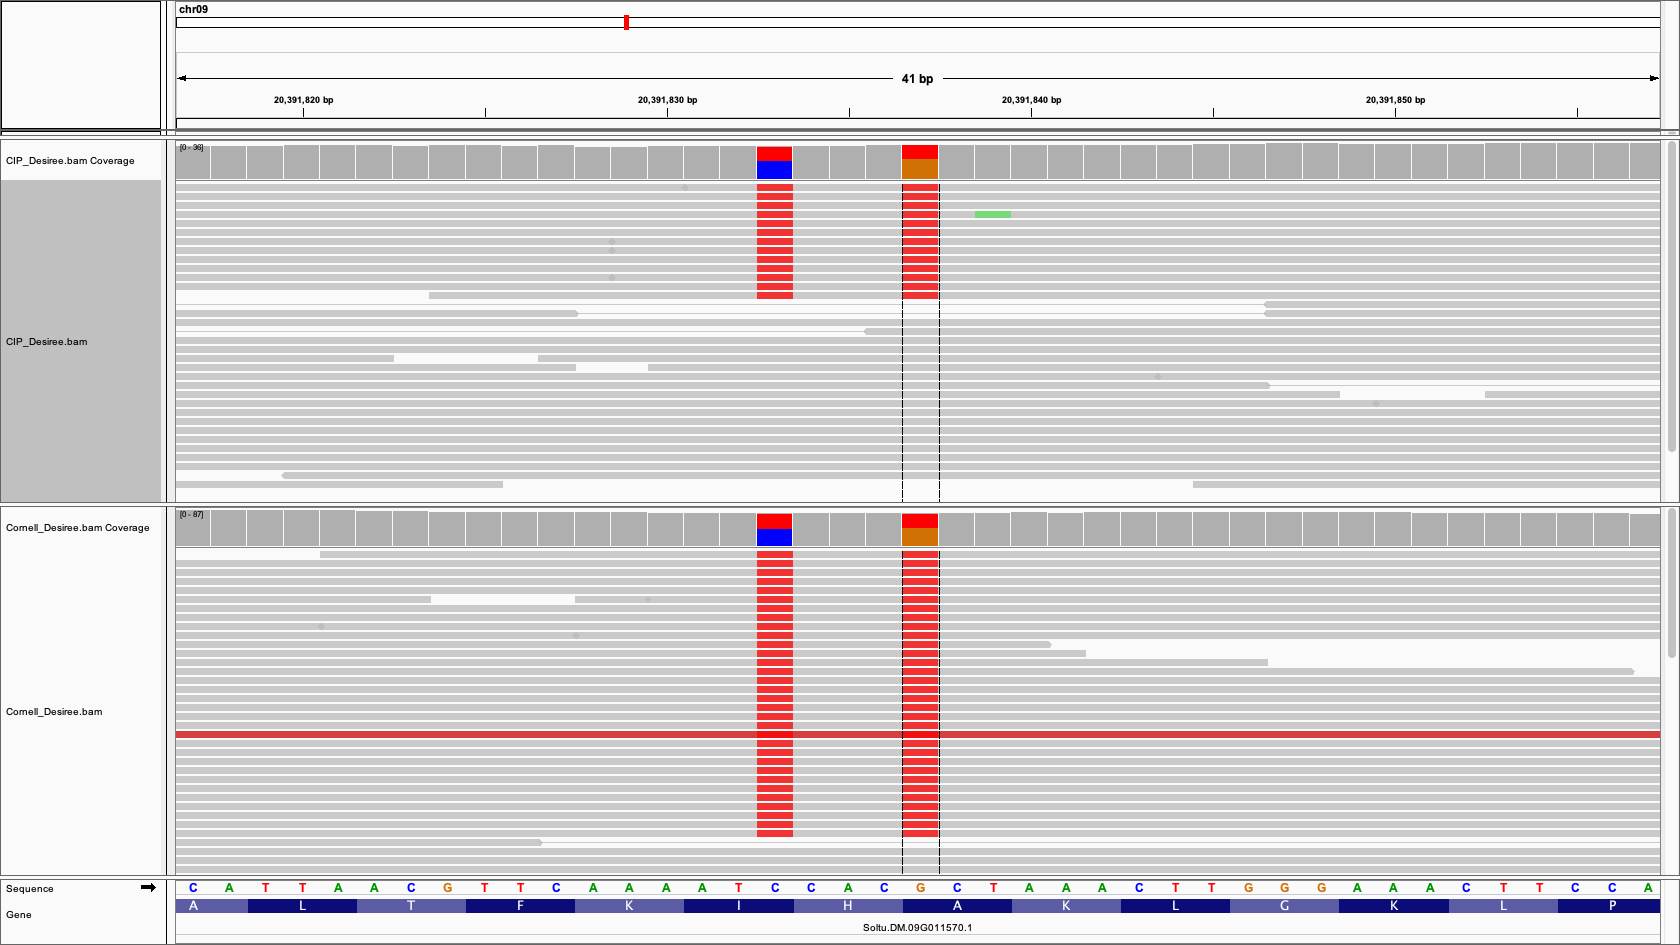 chr09
41 bp
20,391,820 bp 20,391,830 bp 20,391,840 bp 20,391,850 bp
[0 - 36]
CIP_Desiree.bam Coverage
CIP_Desiree.bam
[0 - 87]
Cornell_Desiree.bam Coverage
Cornell_Desiree.bam
Sequence C A T T A A C G T T C A A A A T C C A C G C T A A A C T T G G G A A A C T T C C A
Gene A L T F K I H A K L G K L P
Soltu.DM.09G011570.1